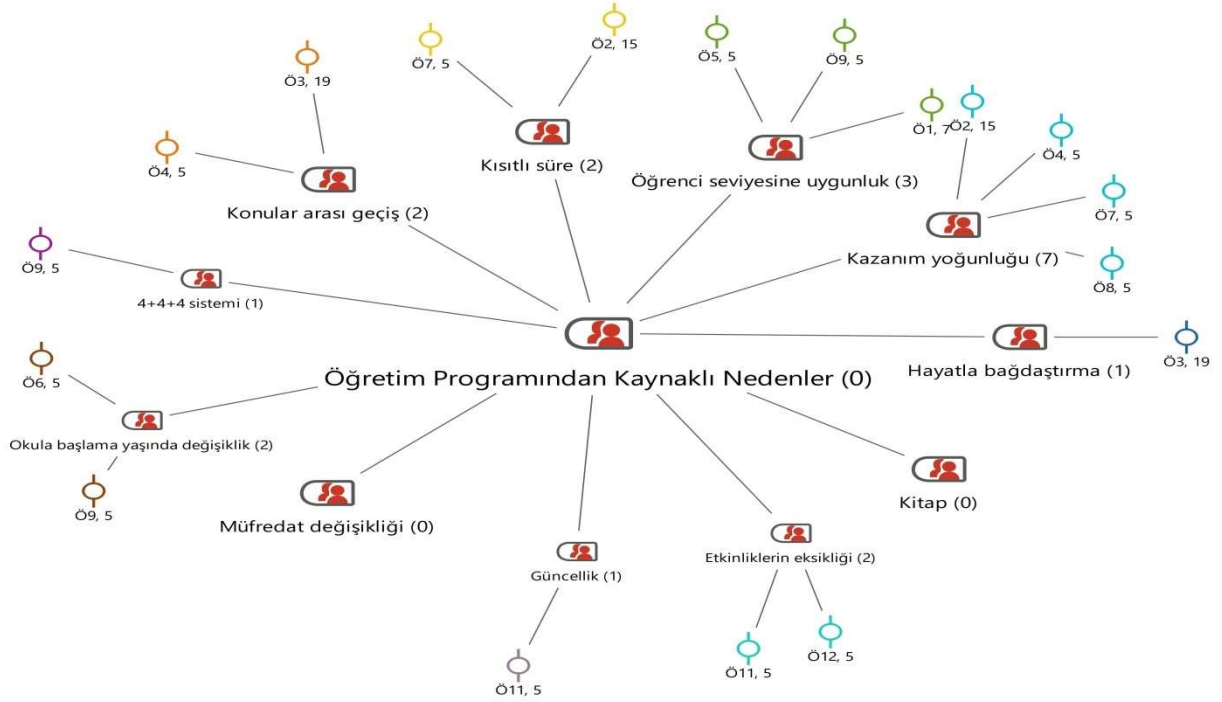 Ö7, 5
Ö2, 15
Ö5, 5
Ö9, 5
Ö3, 19
Ö1, 7
Ö2, 15
Ö4, 5
Ö4, 5
Kısıtlı süre (2)
Öğrenci seviyesine uygunluk (3)
Konular arası geçiş (2)
Ö7, 5
Kazanım yoğunluğu (7)
Ö9, 5
Ö8, 5
4+4+4 sistemi (1)
Öğretim Programından Kaynaklı Nedenler (0)
Hayatla bağdaştırma (1)
Ö3, 19
Ö6, 5
Okula başlama yaşında değişiklik (2)
Ö9, 5
Müfredat değişikliği (0)
Kitap (0)
Güncellik (1)
Etkinliklerin eksikliği (2)
Ö11, 5
Ö11, 5
Ö12, 5